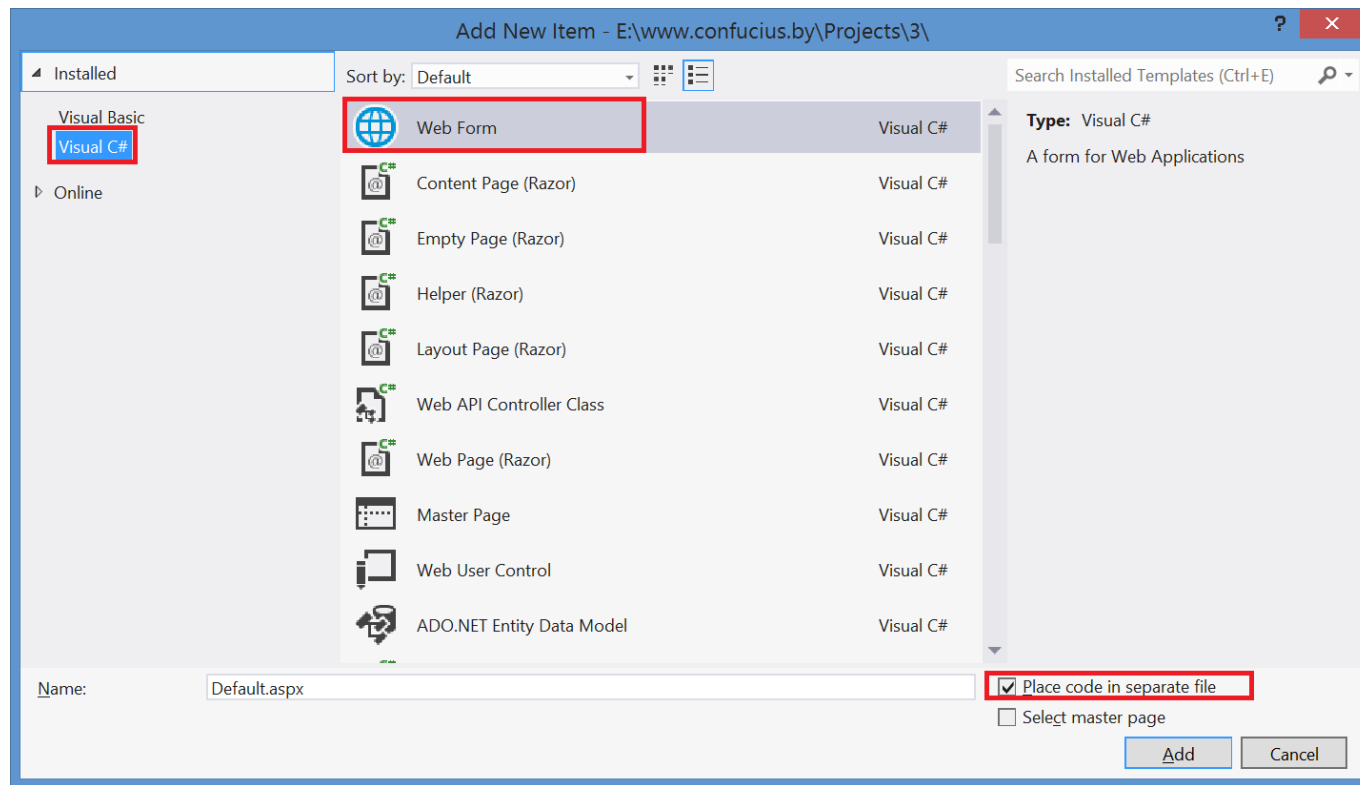 Add New Item - E:\www.confucius.by\Projects\3\
?
Installed
Sort by: Default
Search Installed Templates (Ctrl+E)
Visual Basic
Visual C#
Online
Web Form Visual C#
C# @ Content Page (Razor) Visual C#
C# @ Empty Page (Razor) Visual C#
C# @ Helper (Razor) Visual C#
C# @ Layout Page (Razor) Visual C#
C# Web API Controller Class Visual C#
C# @ Web Page (Razor) Visual C#
Master Page Visual C#
Web User Control Visual C#
ADO.NET Entity Data Model Visual C#
Type: Visual C#
A form for Web Applications
Name: Default.aspx
Place code in separate file
Select master page
Add Cancel